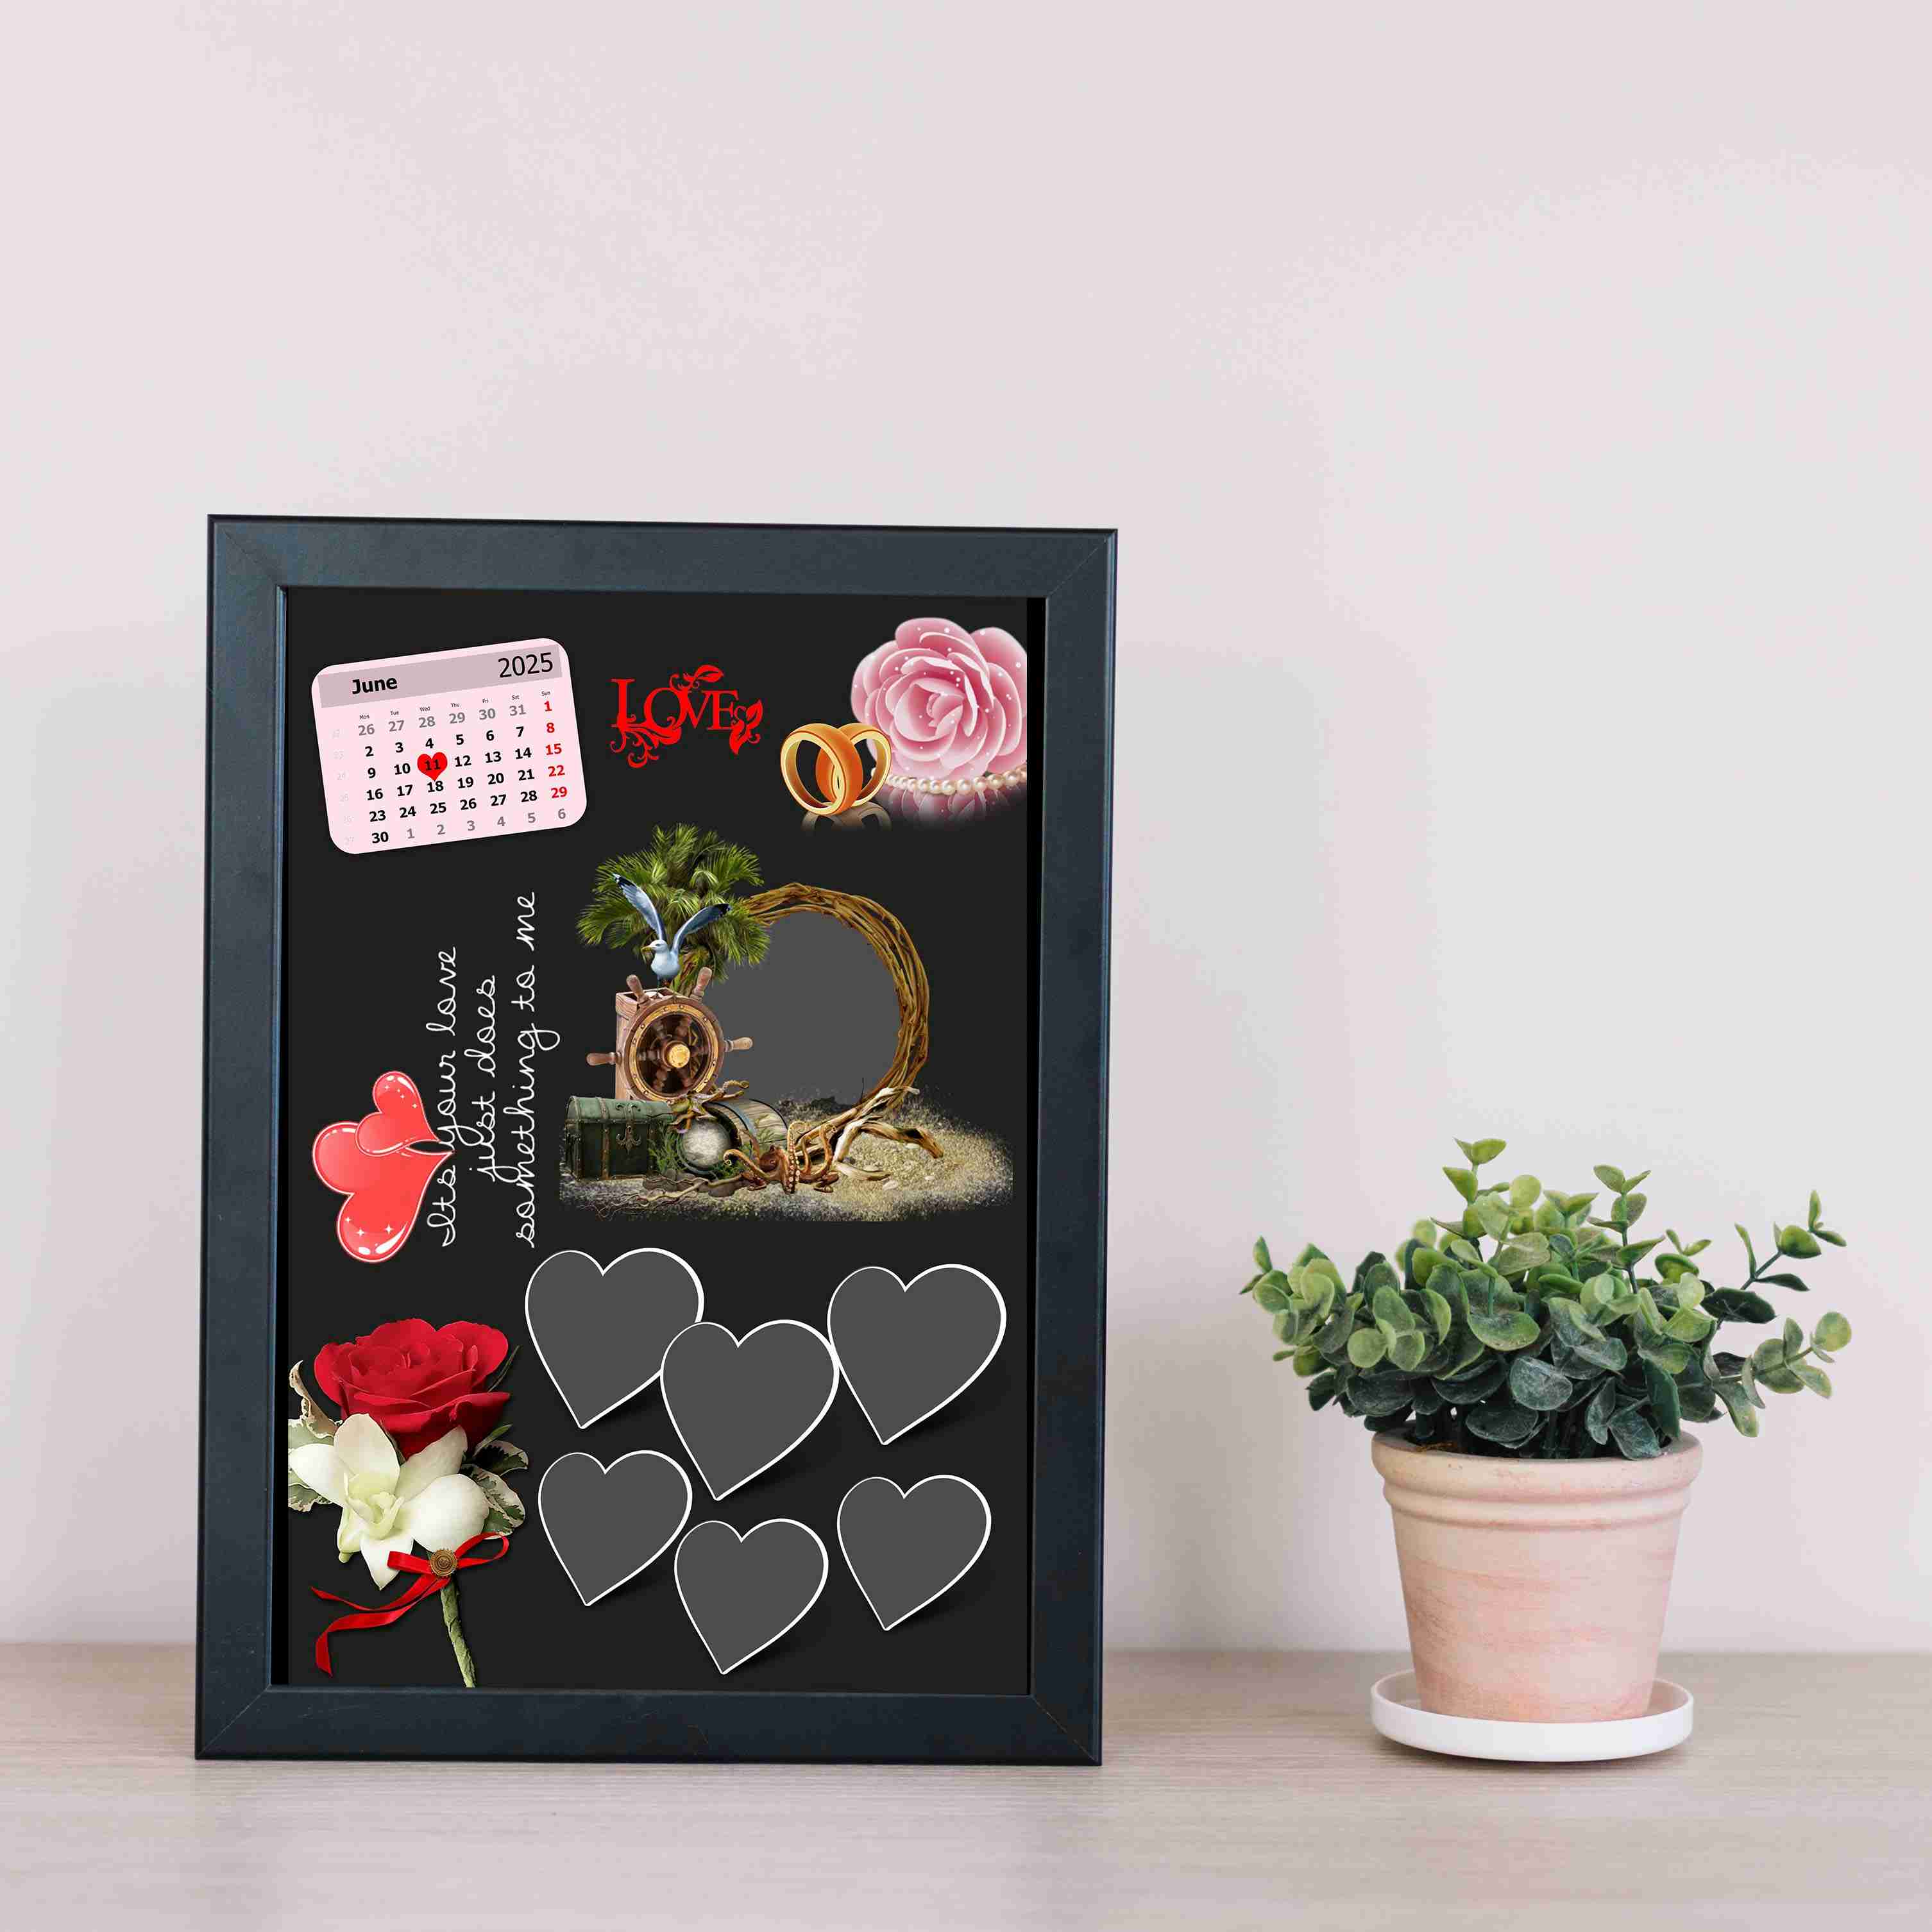 June 2025
Mon Tue Wed Thu Fri Sat Sun
26 27 28 29 30 31 1
2 3 4 5 6 7 8
9 10 11 12 13 14 15
16 17 18 19 20 21 22
23 24 25 26 27 28 29
30 1 2 3 4 5 6
LOVE
Its your love
just does
something to me